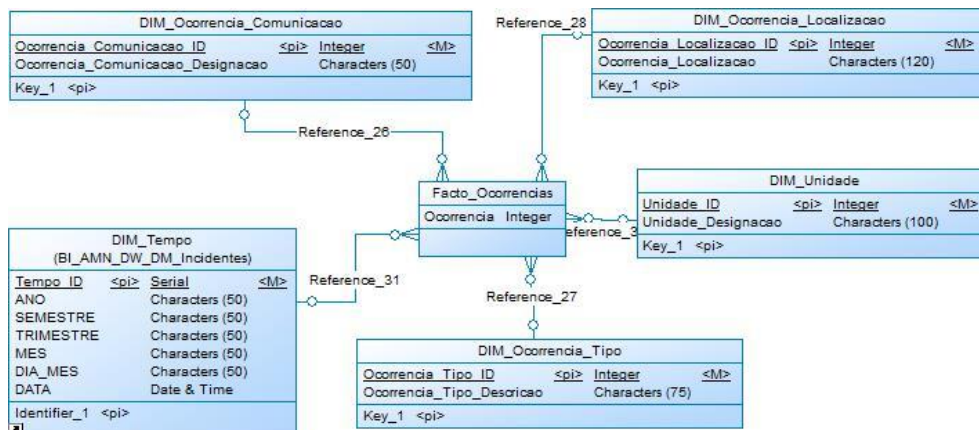 DIM_Ocorrencia_Comunicacao
Ocorrencia_Comunicacao_ID <pi> Integer <M>
Ocorrencia_Comunicacao_Designacao Characters (50)
Key_1 <pi>
Reference_28
DIM_Ocorrencia_Localizacao
Ocorrencia_Localizacao_ID <pi> Integer <M>
Ocorrencia_Localizacao Characters (120)
Key_1 <pi>
Reference_26
Facto_Ocorrencias
Ocorrencia Integer
DIM_Unidade
Unidade_ID <pi> Integer <M>
Unidade_Designacao Characters (100)
Key_1 <pi>
Reference_3
DIM_Tempo
(BI_AMN_DW_DM_Incidentes)
Tempo_ID <pi> Serial <M>
ANO Characters (50)
SEMESTRE Characters (50)
TRIMESTRE Characters (50)
MES Characters (50)
DIA_MES Characters (50)
DATA Date & Time
Identifier_1 <pi>
Reference_31
Reference_27
DIM_Ocorrencia_Tipo
Ocorrencia_Tipo_ID <pi> Integer <M>
Ocorrencia_Tipo_Descricao Characters (75)
Key_1 <pi>